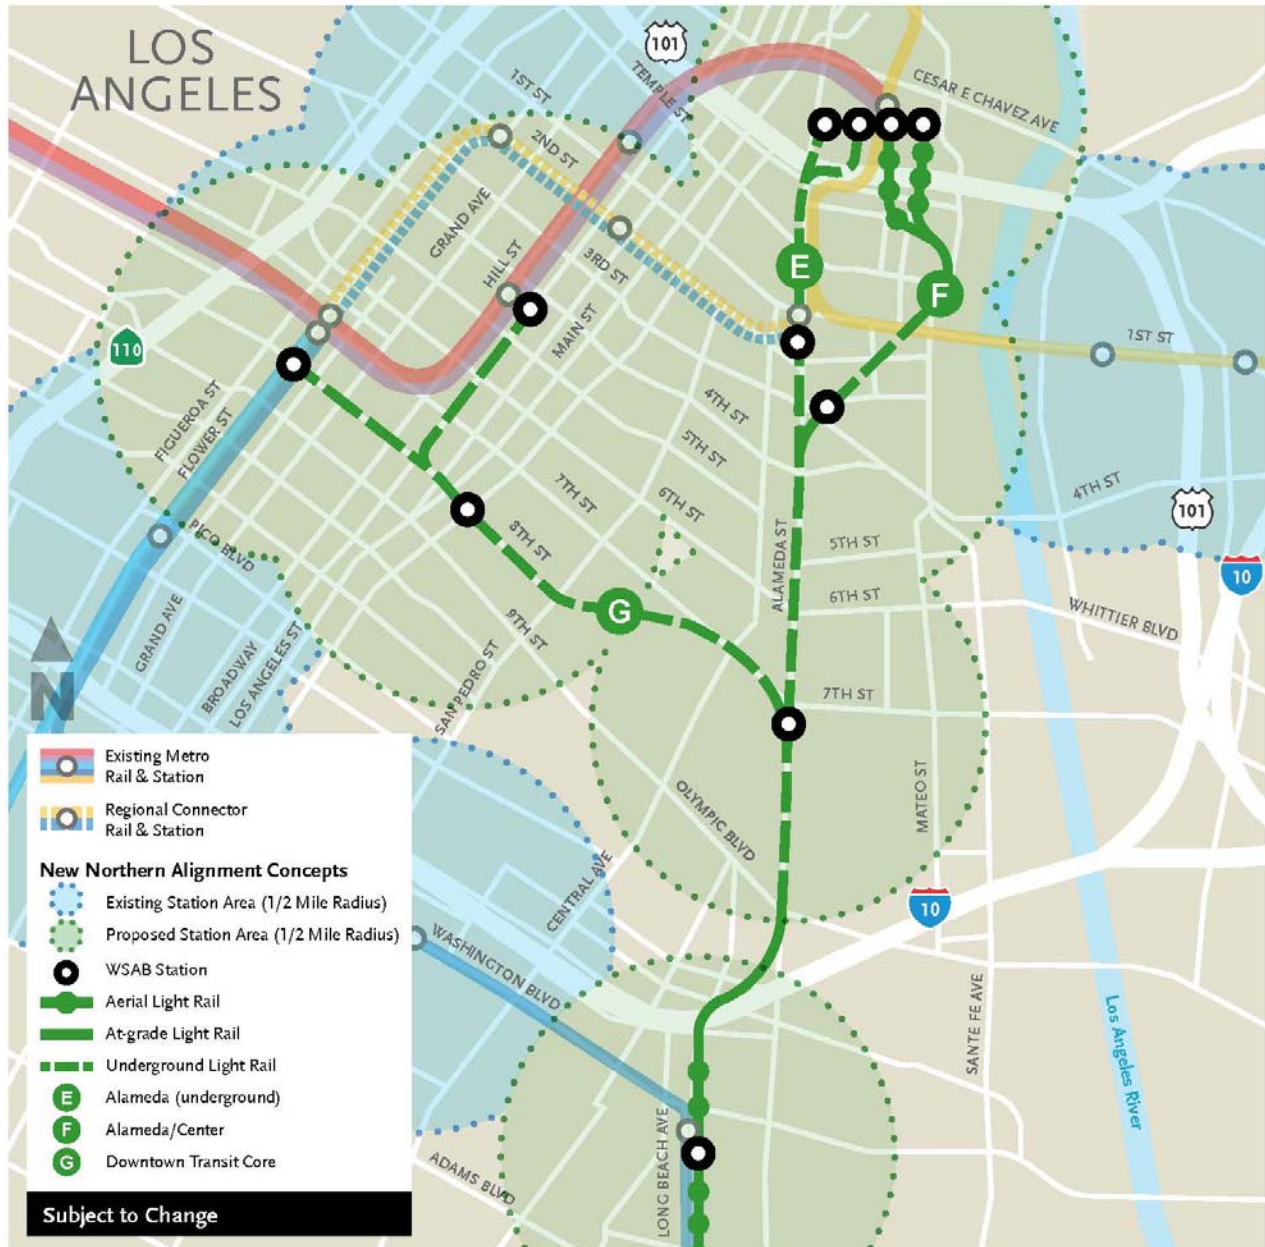 LOS
ANGELES
101
1ST ST
2ND ST
TEMPLE ST
CESAR E CHAVEZ AVE
GRAND AVE
HILL ST
3RD ST
MAIN ST
E
F
110
1ST ST
FIGUEROA ST
FLOWER ST
4TH ST
5TH ST
6TH ST
7TH ST
8TH ST
9TH ST
PICO BLVD
4TH ST
101
10
ALAMEDA ST
5TH ST
6TH ST
WHITTIER BLVD
G
GRAND AVE
BROADWAY
LOS ANGELES ST
SAN PEDRO ST
7TH ST
N
OLYMPIC BLVD
MATEO ST
CENTRAL AVE
10
WASHINGTON BLVD
SANTE FE AVE
Los Angeles River
LONG BEACH AVE
ADAMS BLVD
Existing Metro
Rail & Station
Regional Connector
Rail & Station
New Northern Alignment Concepts
Existing Station Area (1/2 Mile Radius)
Proposed Station Area (1/2 Mile Radius)
WSAB Station
Aerial Light Rail
At-grade Light Rail
Underground Light Rail
E Alameda (underground)
F Alameda/Center
G Downtown Transit Core
Subject to Change